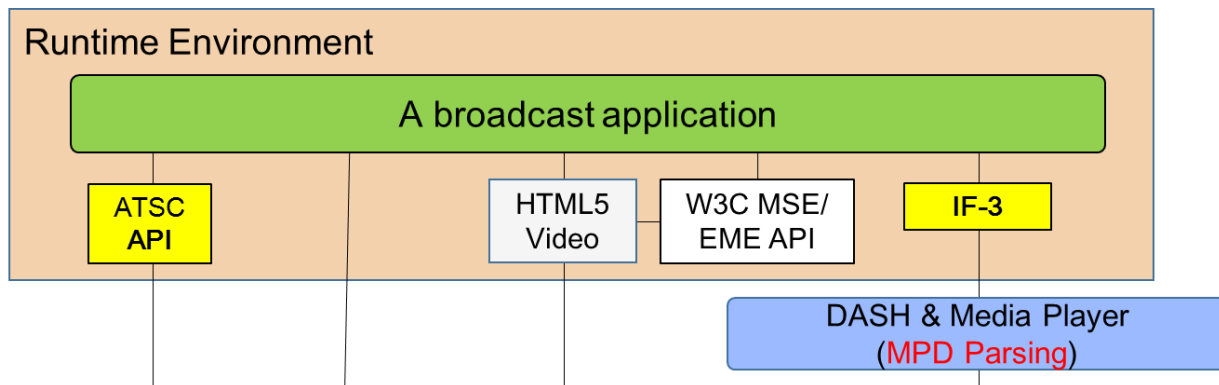 Runtime Environment
A broadcast application
ATSC
API
HTML5
Video
W3C MSE/
EME API
IF-3
DASH & Media Player
(MPD Parsing)